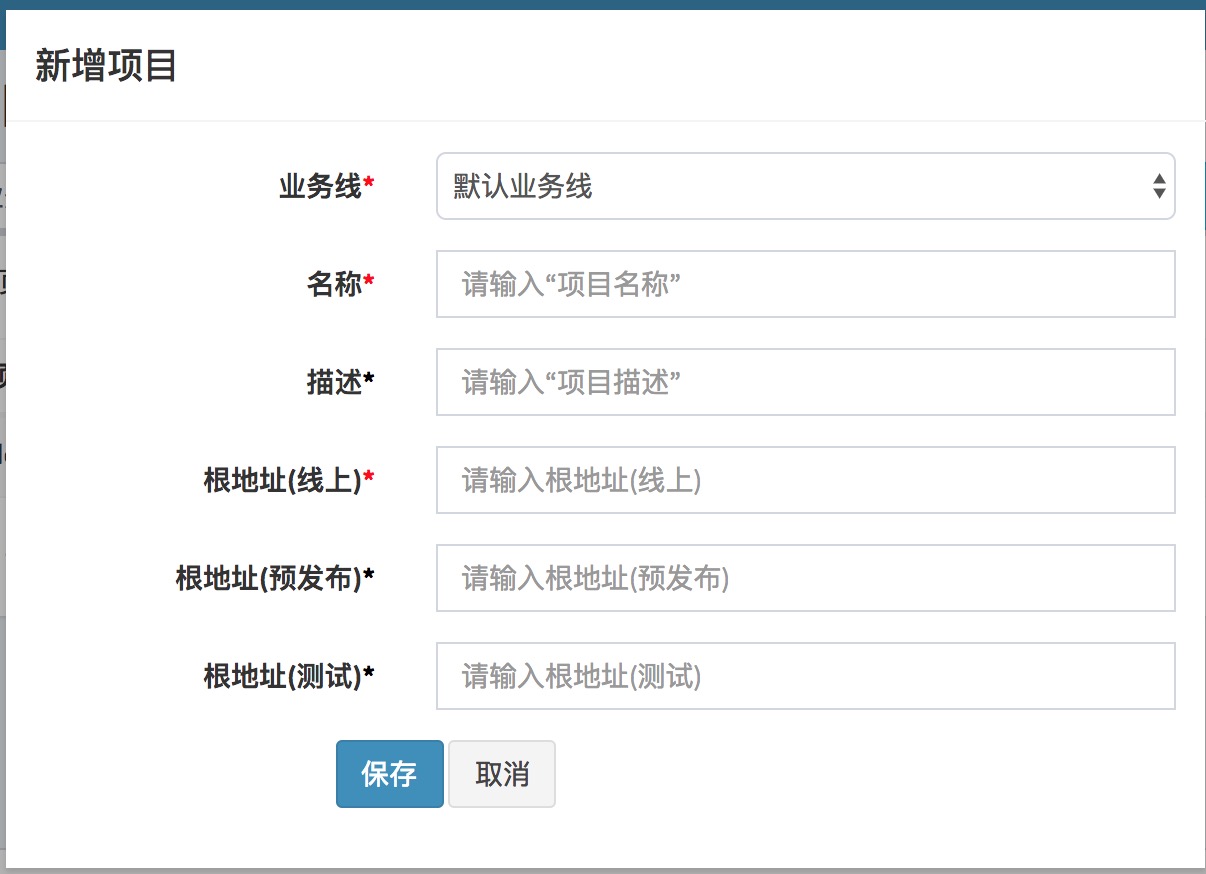 新增项目
业务线* 默认业务线
名称* 请输入“项目名称”
描述* 请输入“项目描述”
根地址(线上)* 请输入根地址(线上)
根地址(预发布)* 请输入根地址(预发布)
根地址(测试)* 请输入根地址(测试)
保存 取消